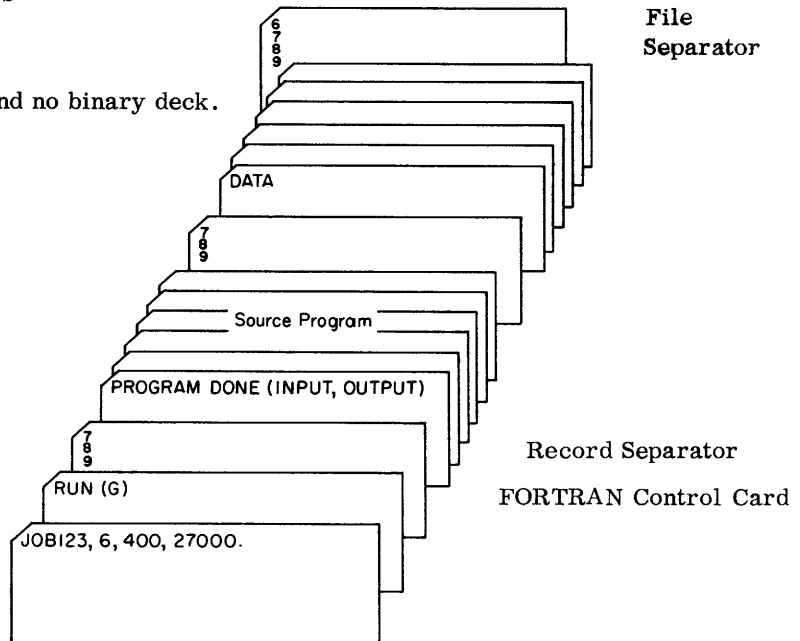 File
Separator
6
7
8
9
nd no binary deck.
DATA
7
8
9
Source Program
PROGRAM DONE (INPUT, OUTPUT)
7
8
9
Record Separator
RUN (G)
FORTRAN Control Card
JOB123, 6, 400, 27000.